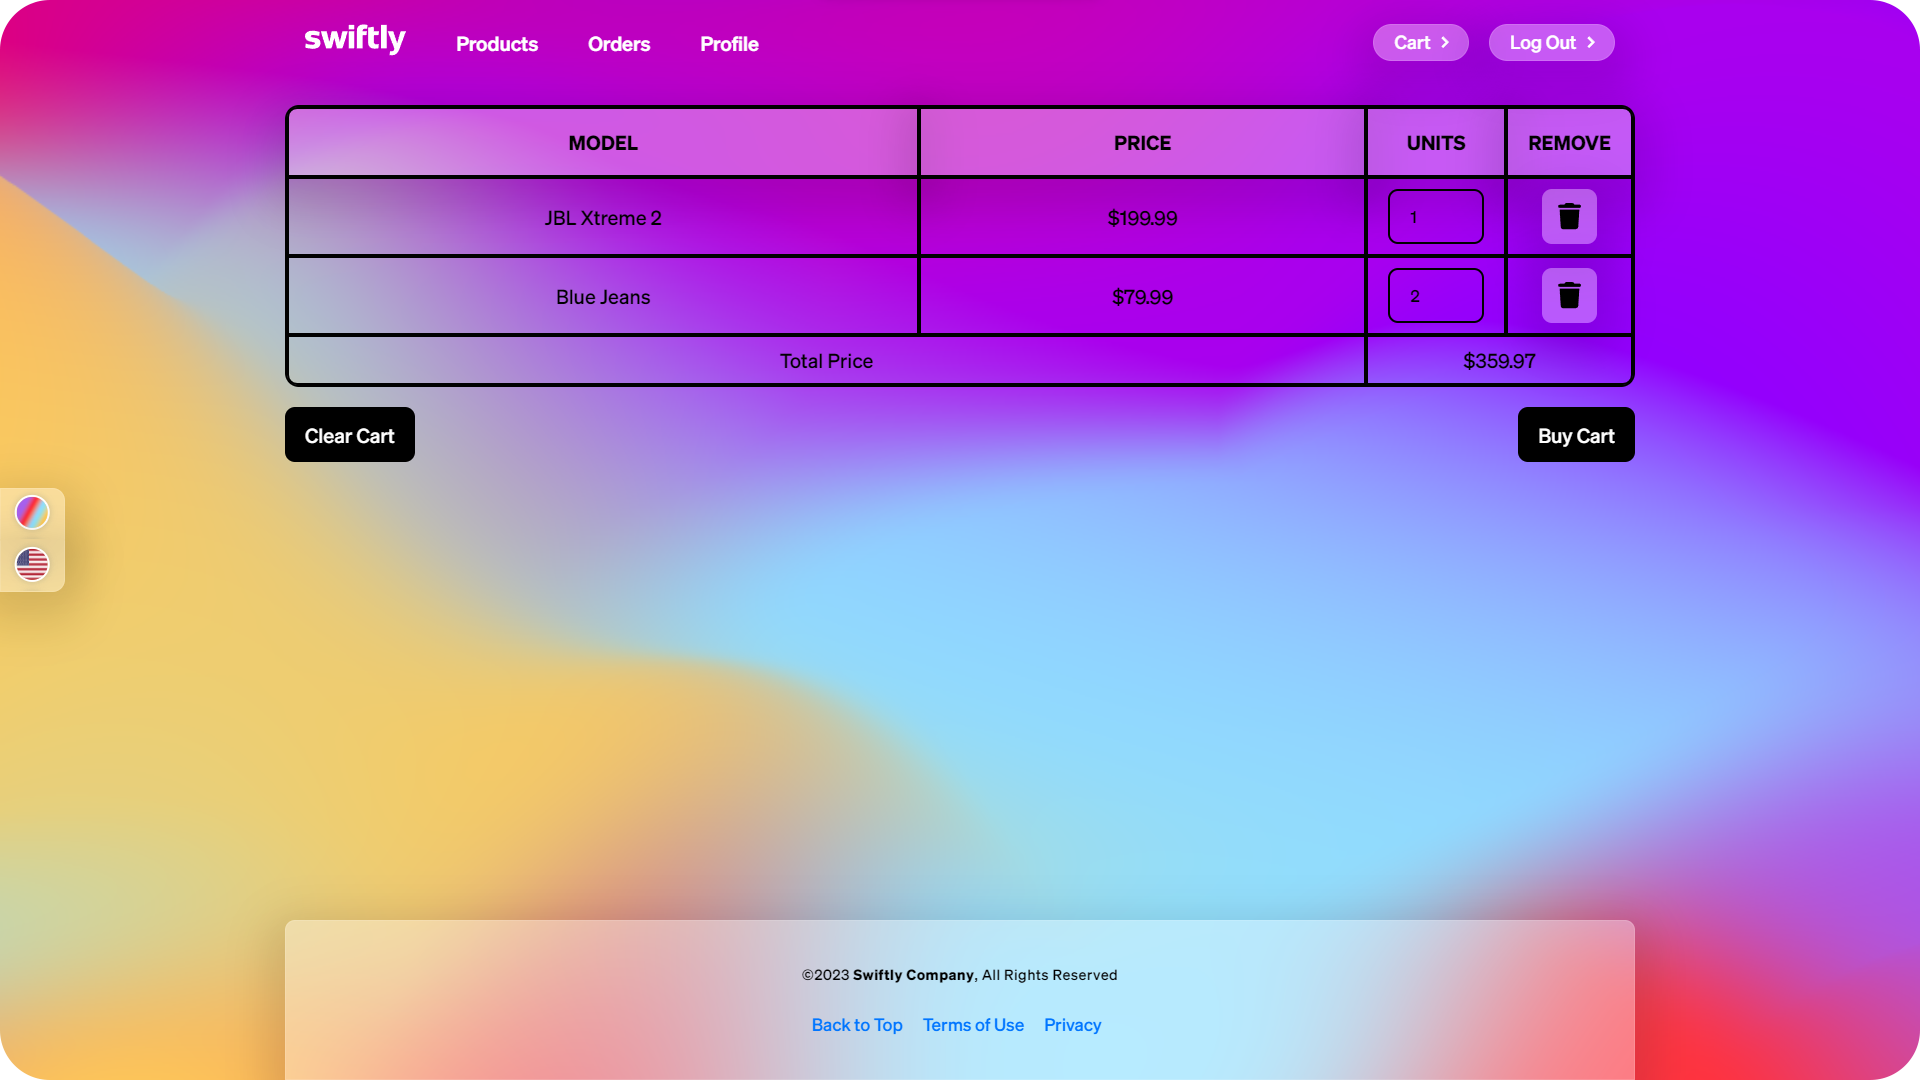 swiftly Products Orders Profile Cart Log Out
MODEL PRICE UNITS REMOVE
JBL Xtreme 2 $199.99 1
Blue Jeans $79.99 2
Total Price $359.97
Clear Cart Buy Cart
©2023 Swiftly Company, All Rights Reserved
Back to Top Terms of Use Privacy